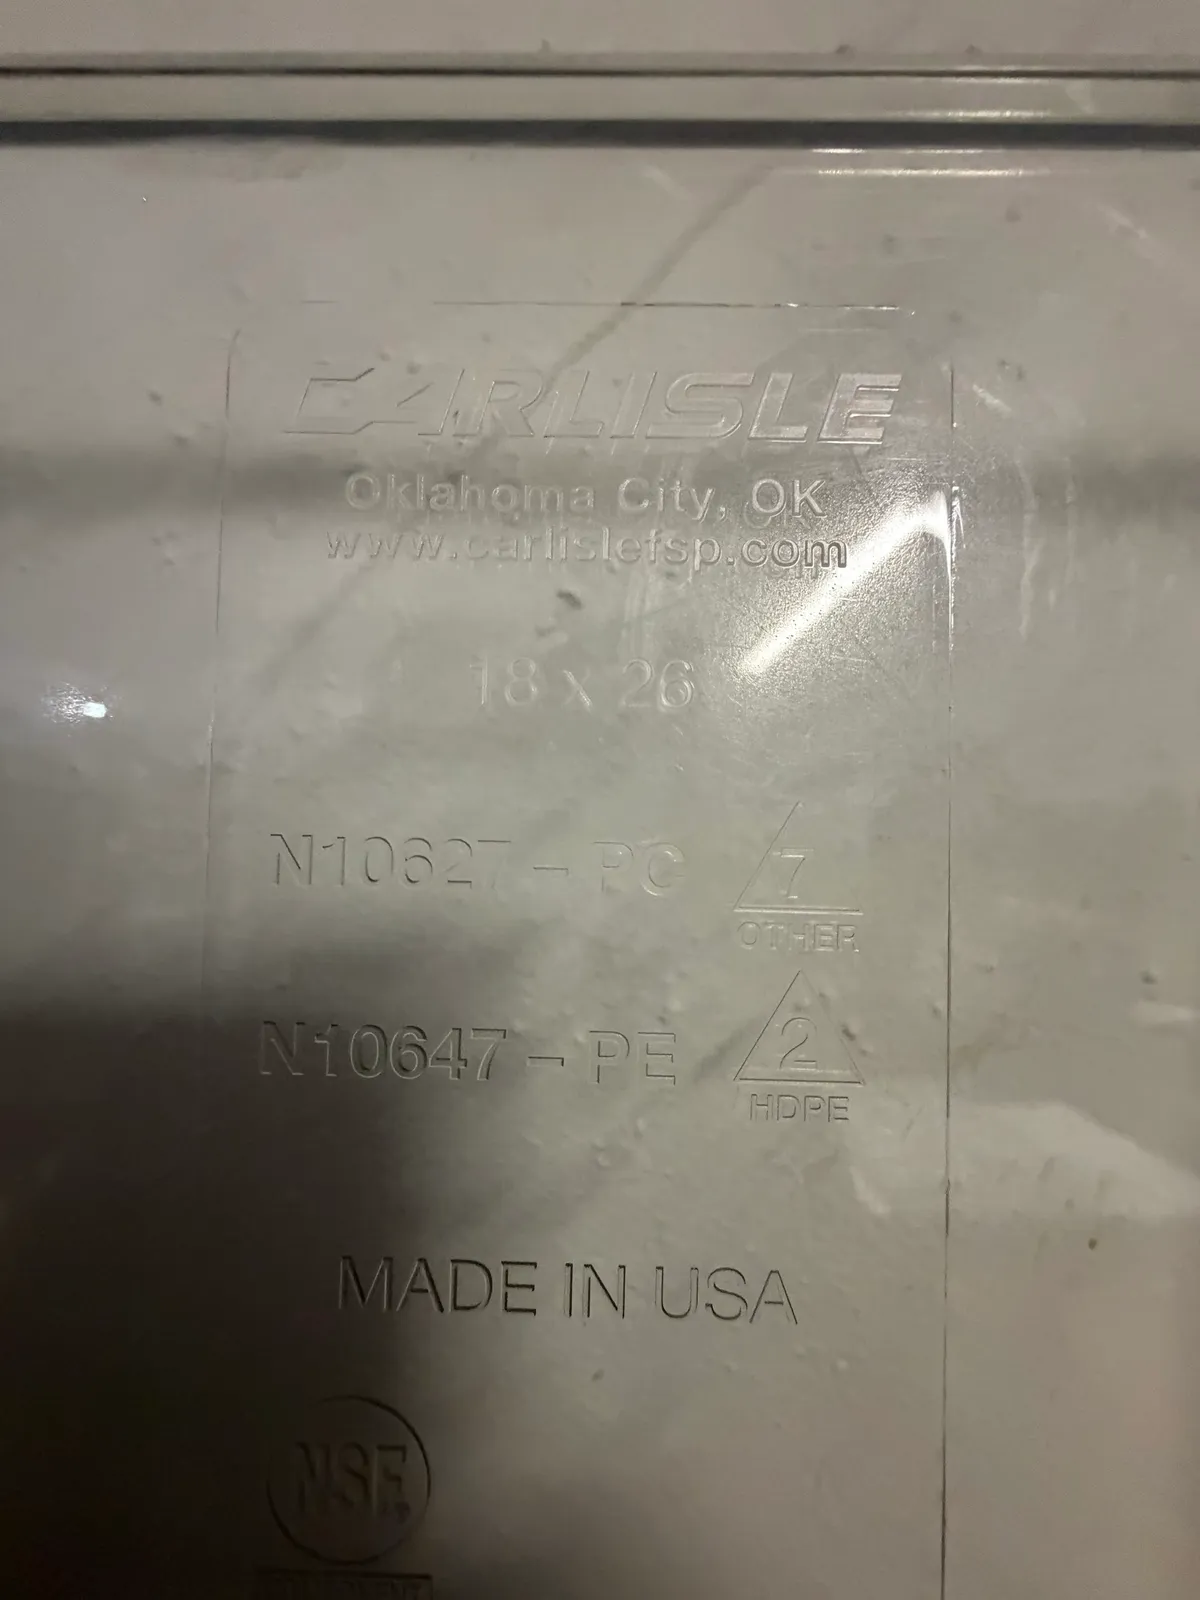 CARLISLE
Oklahoma City, OK
www.carlislefsp.com
18 x 26
N10627 - PC 7
OTHER
N10647 - PE 2
HDPE
MADE IN USA
NSF®